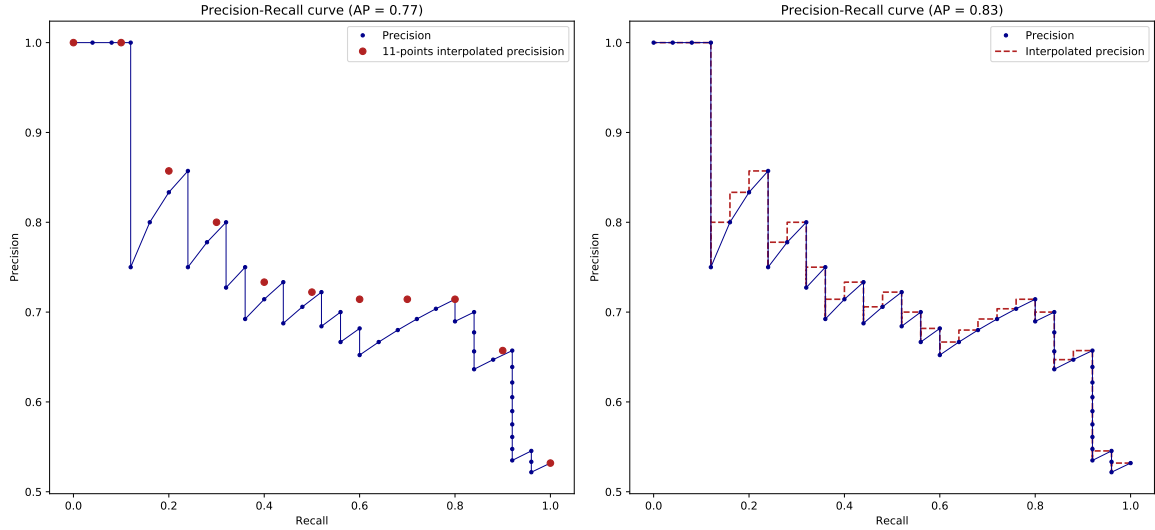 Precision-Recall curve (AP = 0.77)
Precision
11-points interpolated precisision
1.0
0.9
0.8
0.7
0.6
0.5
Precision
0.0
0.2
0.4
0.6
0.8
1.0
Recall
Precision-Recall curve (AP = 0.83)
Precision
Interpolated precision
1.0
0.9
0.8
0.7
0.6
0.5
Precision
0.0
0.2
0.4
0.6
0.8
1.0
Recall